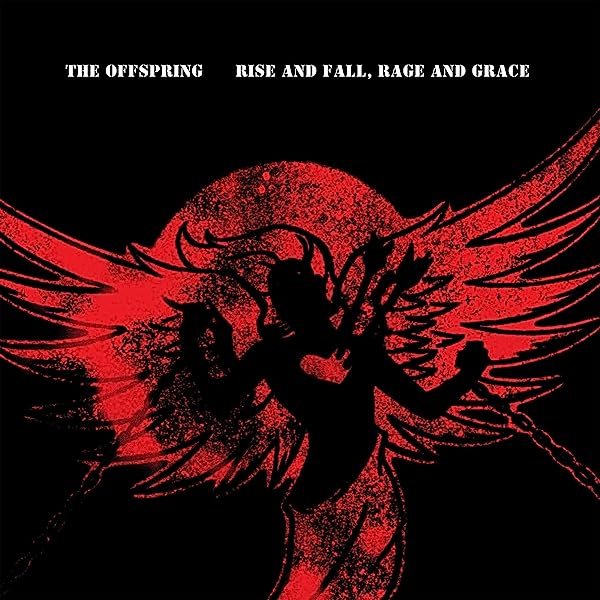 THE OFFSPRING RISE AND FALL, RAGE AND GRACE